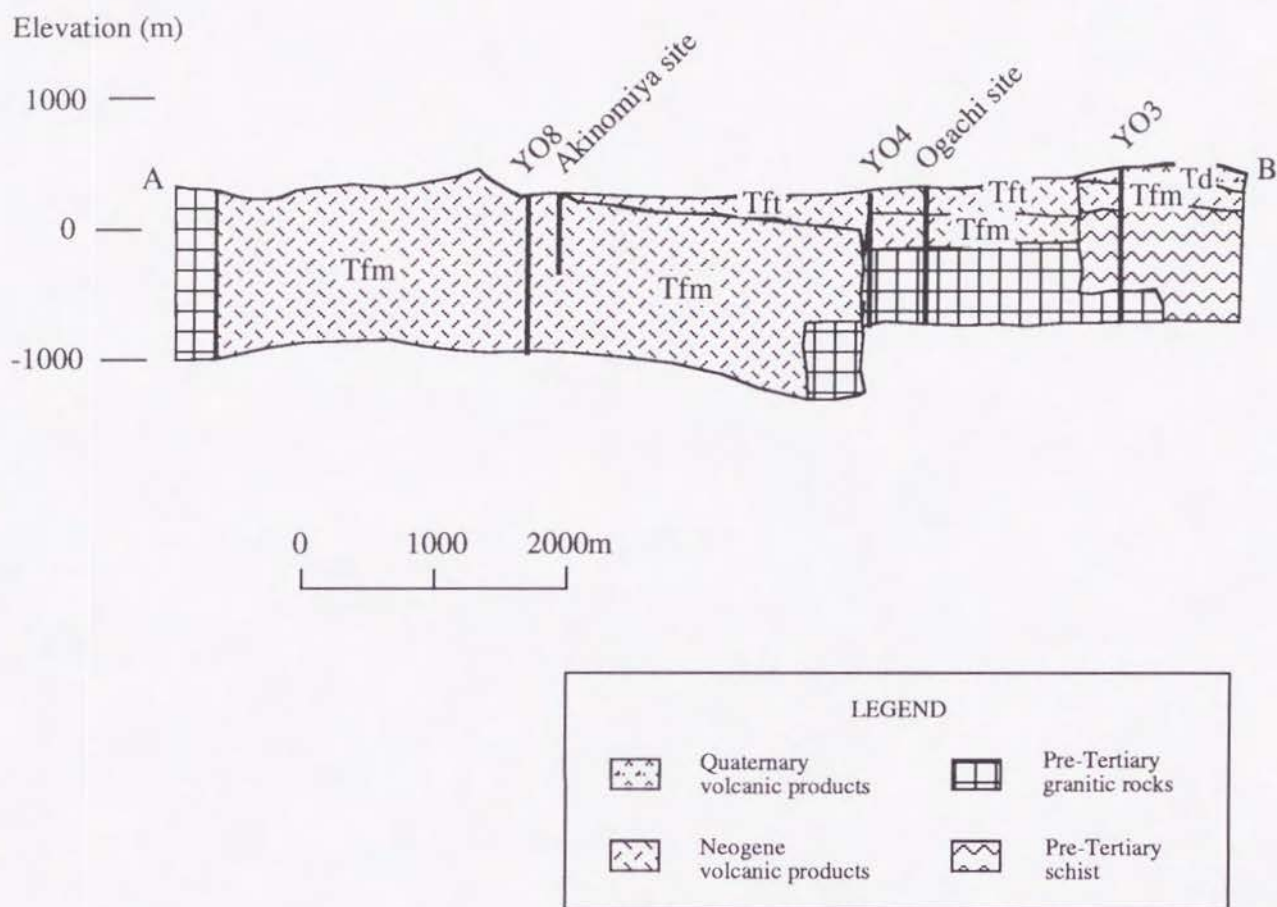 Elevation (m)
1000
0
-1000
A
YO8
Akinomiya site
YO4
Ogachi site
YO3
B
Tft
Tft
Td
Tfm
Tfm
Tfm
Tfm
0 1000 2000m
LEGEND
Quaternary
volcanic products
Pre-Tertiary
granitic rocks
Neogene
volcanic products
Pre-Tertiary
schist